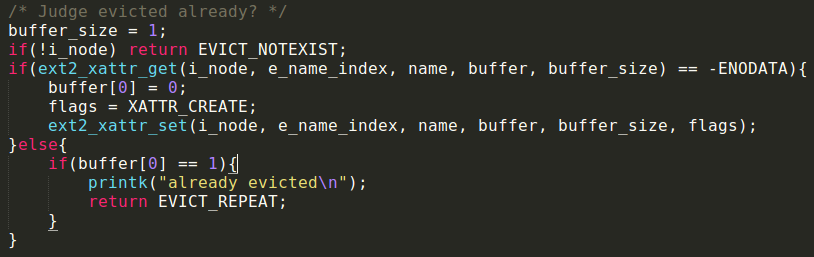 /* Judge evicted already? */
buffer_size = 1;
if(!i_node) return EVICT_NOTEXIST;
if(ext2_xattr_get(i_node, e_name_index, name, buffer, buffer_size) == -ENODATA){
    buffer[0] = 0;
    flags = XATTR_CREATE;
    ext2_xattr_set(i_node, e_name_index, name, buffer, buffer_size, flags);
}else{
    if(buffer[0] == 1){
        printk("already evicted\n");
        return EVICT_REPEAT;
    }
}